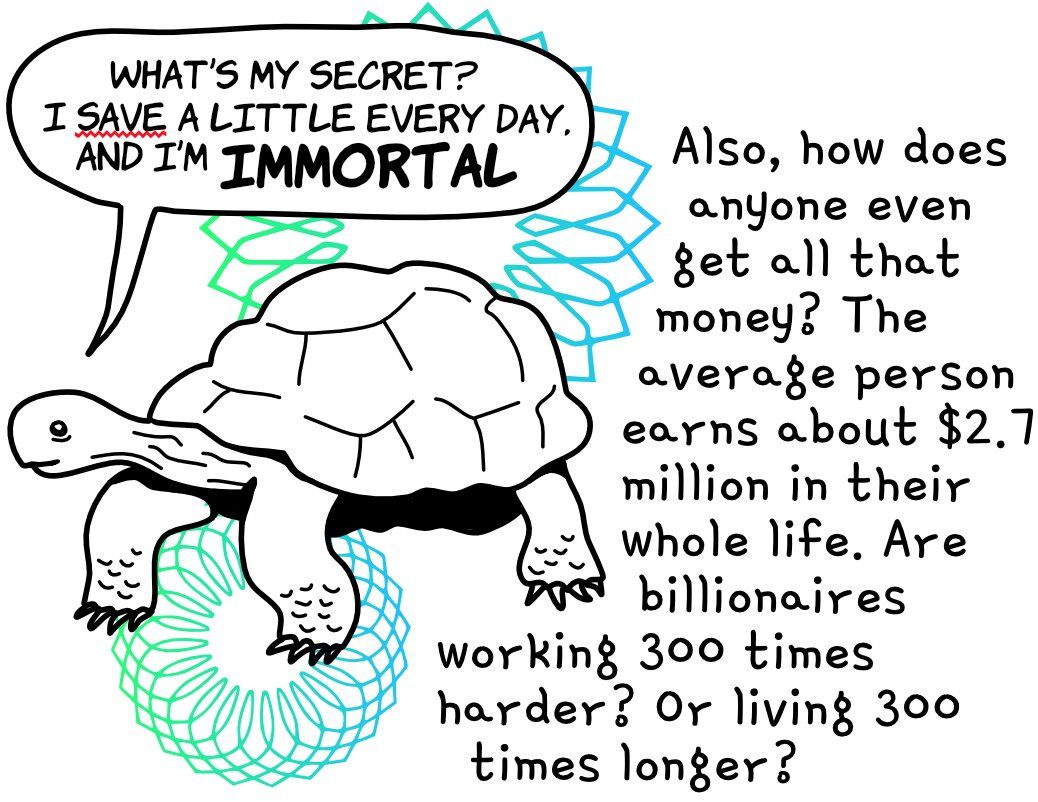 WHAT'S MY SECRET?
I SAVE A LITTLE EVERY DAY.
AND I'M IMMORTAL
Also, how does
anyone even
get all that
money? The
average person
earns about $2.7
million in their
whole life. Are
billionaires
working 300 times
harder? Or living 300
times longer?